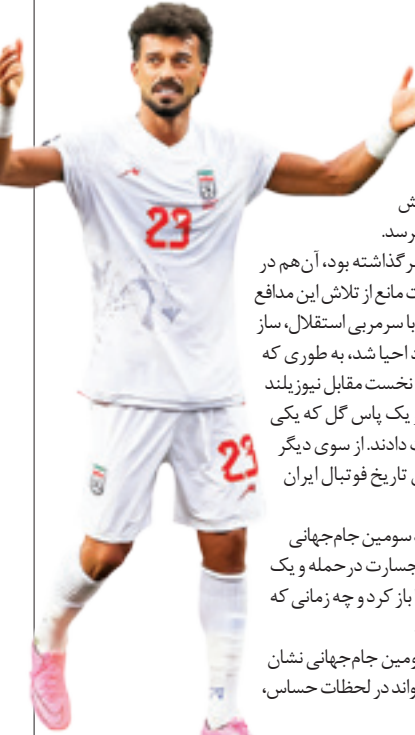 ش
رسد.
ر گذاشته بود، آن‌هم در
ت مانع از تلاش این مدافع
با سرمربی استقلال، ساز
د احیا شد، به طوری که
نخست مقابل نیوزیلند
یک پاس گل که یکی
دادند. از سوی دیگر
تاریخ فوتبال ایران
سومین جام‌جهانی
جسارت در حمله و یک
باز کرد و چه زمانی که
ومین جام‌جهانی نشان
واند در لحظات حساس،
23
23